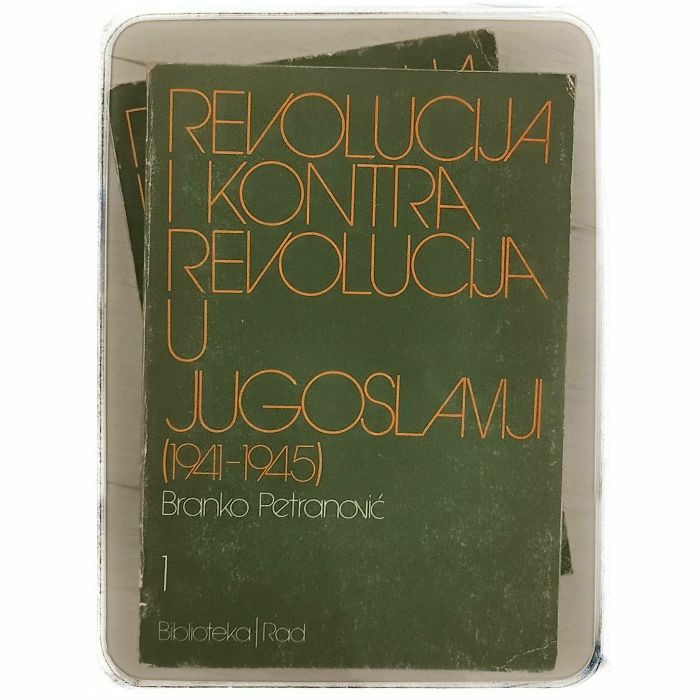 REVOLUCIJA
I KONTRA
REVOLUCIJA
U
JUGOSLAVIJI
(1941-1945)
Branko Petranović
1
Biblioteka/Rad